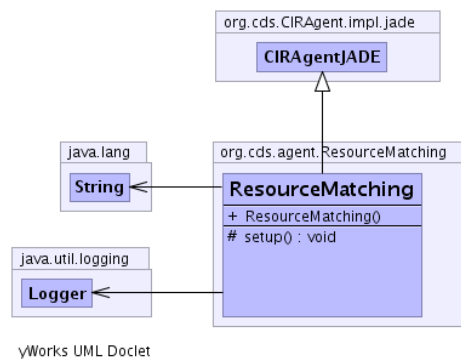 org.cds.CIRAgent.impl.jade
CIRAgentJADE
java.lang
String
org.cds.agent.ResourceMatching
ResourceMatching
+ ResourceMatching()
# setup() : void
java.util.logging
Logger
yWorks UML Doclet